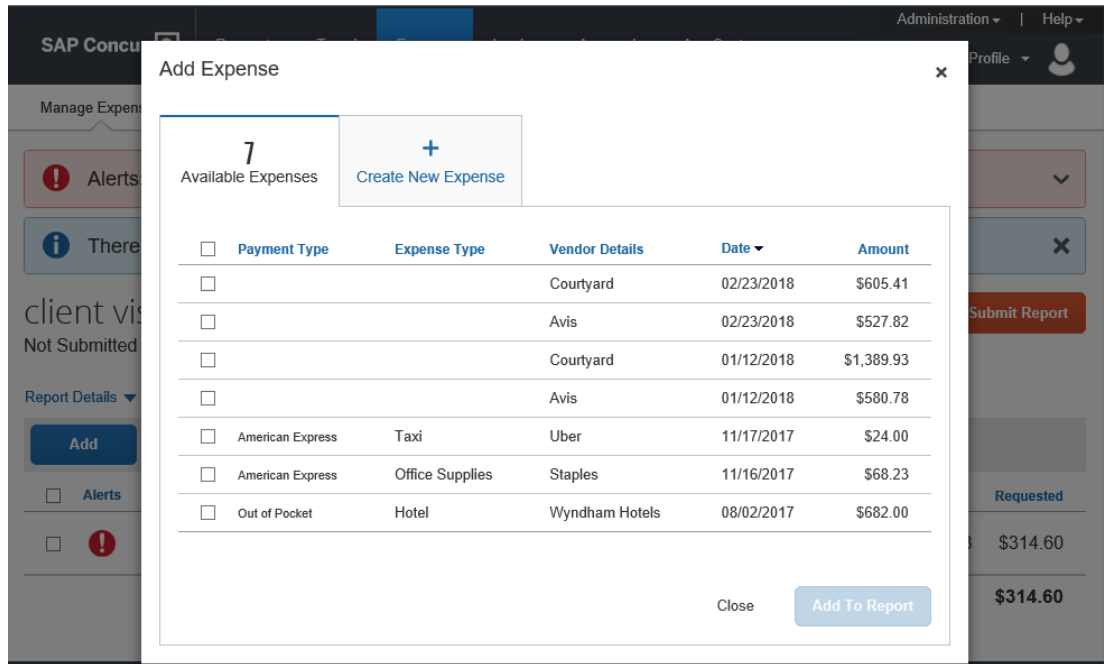 Administration | Help
SAP Concu
Profile
Add Expense
Manage Expen
7
Available Expenses
+
Create New Expense
Alerts
There
Payment Type Expense Type Vendor Details Date Amount
Courtyard 02/23/2018 $605.41
Avis 02/23/2018 $527.82
Courtyard 01/12/2018 $1,389.93
Avis 01/12/2018 $580.78
American Express Taxi Uber 11/17/2017 $24.00
American Express Office Supplies Staples 11/16/2017 $68.23
Out of Pocket Hotel Wyndham Hotels 08/02/2017 $682.00
client vis
Submit Report
Not Submitted
Report Details
Add
Alerts
Requested
$314.60
$314.60
Close Add To Report